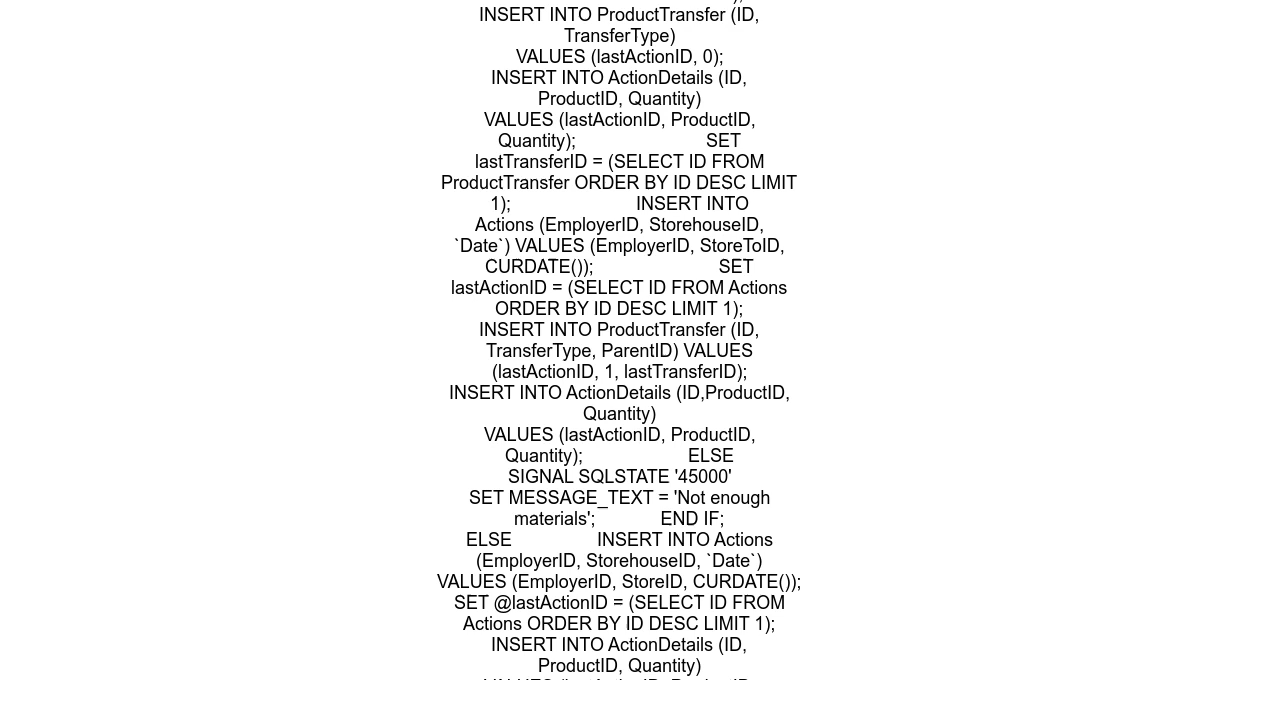 INSERT INTO ProductTransfer (ID,
TransferType)
VALUES (lastActionID, 0);
INSERT INTO ActionDetails (ID,
ProductID, Quantity)
VALUES (lastActionID, ProductID,
Quantity); SET
lastTransferID = (SELECT ID FROM
ProductTransfer ORDER BY ID DESC LIMIT
1); INSERT INTO
Actions (EmployerID, StorehouseID,
`Date`) VALUES (EmployerID, StoreToID,
CURDATE()); SET
lastActionID = (SELECT ID FROM Actions
ORDER BY ID DESC LIMIT 1);
INSERT INTO ProductTransfer (ID,
TransferType, ParentID) VALUES
(lastActionID, 1, lastTransferID);
INSERT INTO ActionDetails (ID,ProductID,
Quantity)
VALUES (lastActionID, ProductID,
Quantity); ELSE
SIGNAL SQLSTATE '45000'
SET MESSAGE_TEXT = 'Not enough
materials'; END IF;
ELSE INSERT INTO Actions
(EmployerID, StorehouseID, `Date`)
VALUES (EmployerID, StoreID, CURDATE());
SET @lastActionID = (SELECT ID FROM
Actions ORDER BY ID DESC LIMIT 1);
INSERT INTO ActionDetails (ID,
ProductID, Quantity)